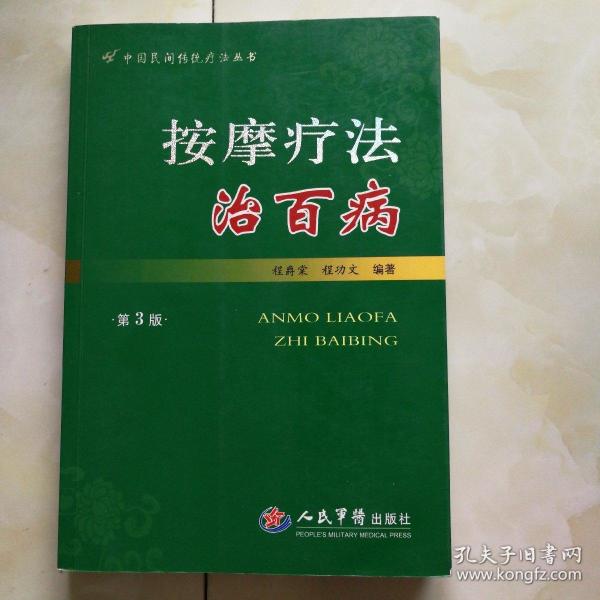 中国民间传统疗法丛书
按摩疗法
治百病
程爵棠 程功文 编著
·第3版·
ANMO LIAOFA
ZHI BAIBING
人民军医出版社
PEOPLE'S MILITARY MEDICAL PRESS
孔夫子旧书网
www.kongfz.com